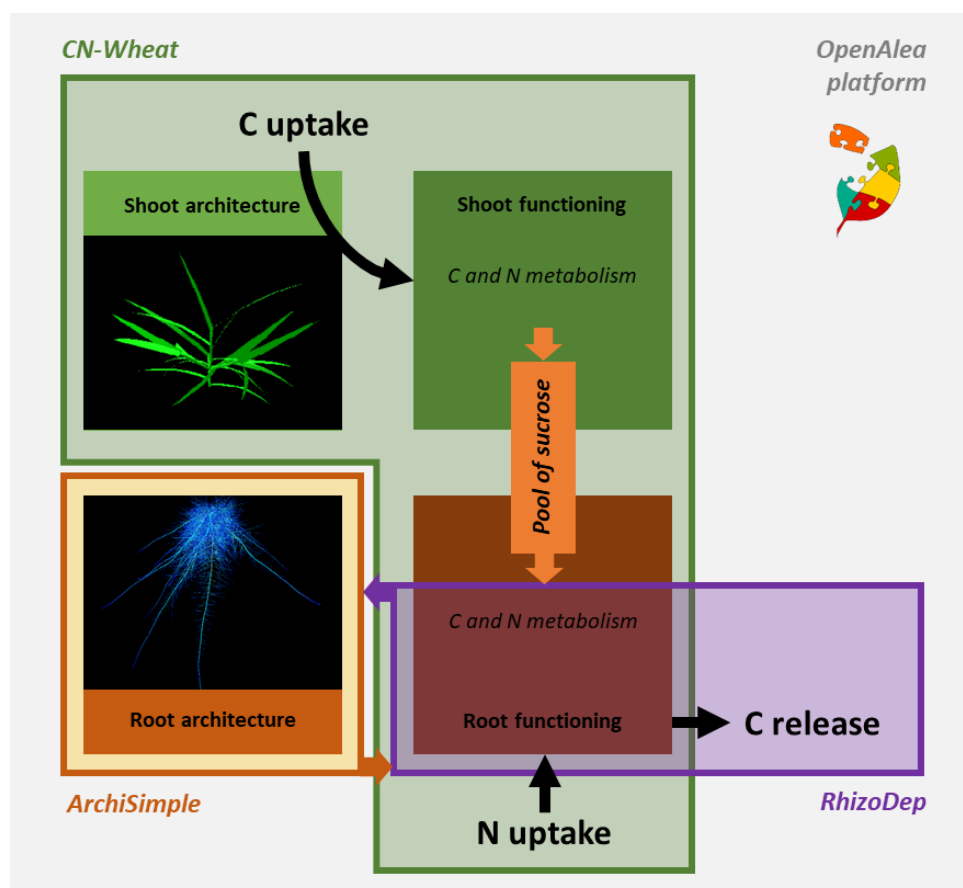 CN-Wheat
OpenAlea
platform
C uptake
Shoot architecture
Shoot functioning
C and N metabolism
Pool of sucrose
C and N metabolism
Root architecture
Root functioning
C release
ArchiSimple
RhizoDep
N uptake